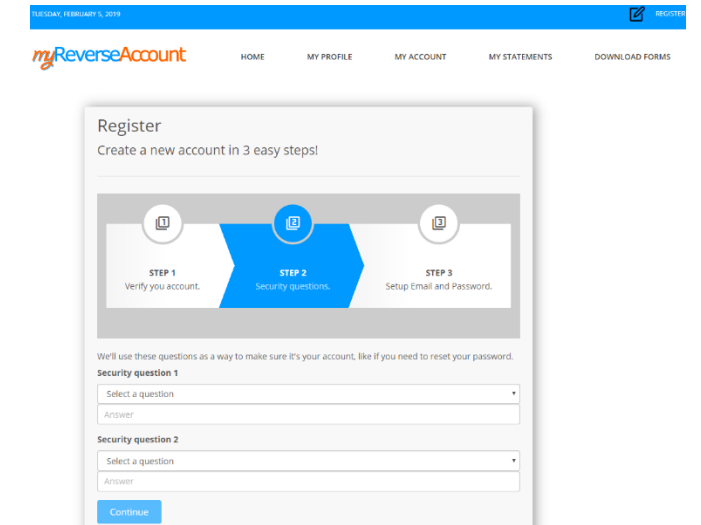 TUESDAY, FEBRUARY 5, 2019
REGISTER
myReverseAccount
HOME MY PROFILE MY ACCOUNT MY STATEMENTS DOWNLOAD FORMS
Register
Create a new account in 3 easy steps!
1 2 3
STEP 1 STEP 2 STEP 3
Verify you account. Security questions. Setup Email and Password.
We'll use these questions as a way to make sure it's your account, like if you need to reset your password.
Security question 1
Select a question
Answer
Security question 2
Select a question
Answer
Continue